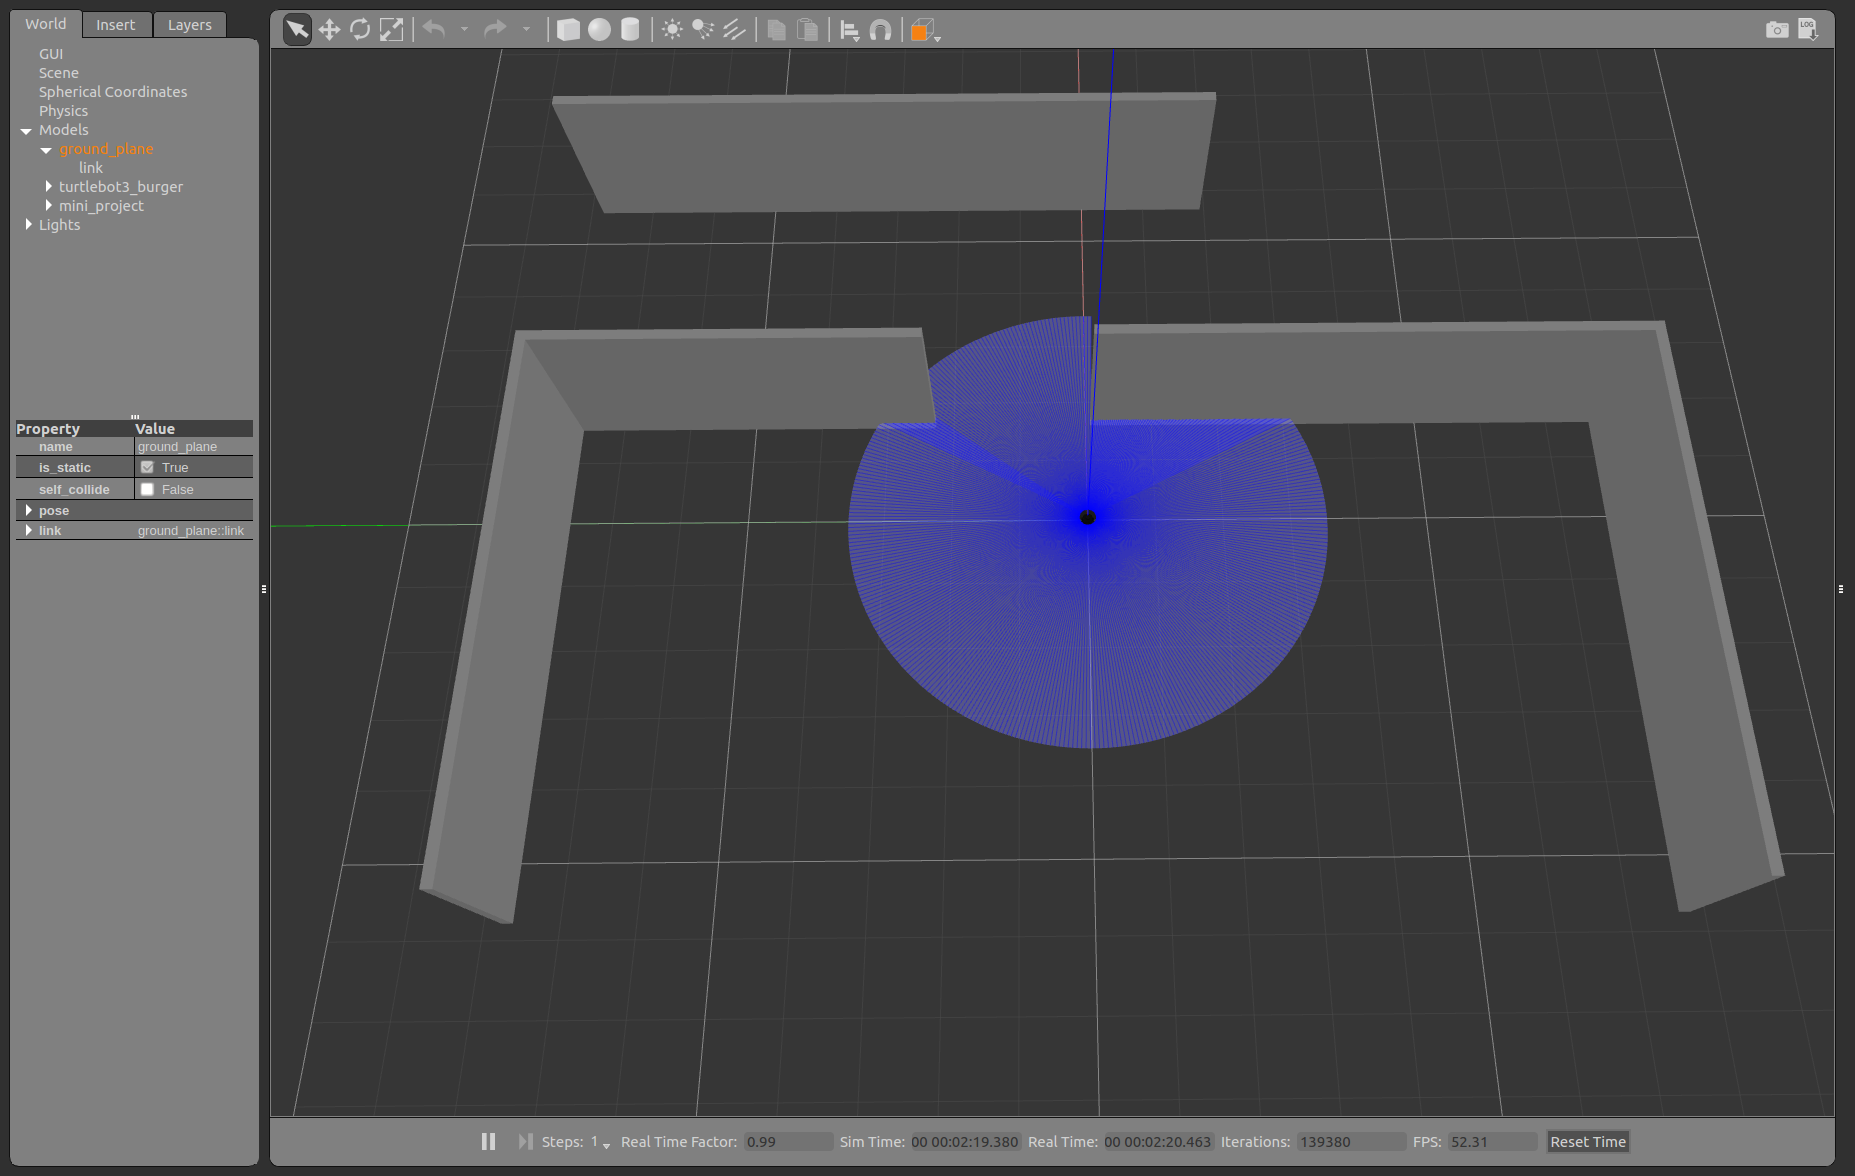 World Insert Layers
GUI
Scene
Spherical Coordinates
Physics
Models
ground_plane
link
turtlebot3_burger
mini_project
Lights
Property Value
name ground_plane
is_static True
self_collide False
pose
link ground_plane::link
LOG
Steps: 1 Real Time Factor: 0.99 Sim Time: 00 00:02:19.380 Real Time: 00 00:02:20.463 Iterations: 139380 FPS: 52.31 Reset Time